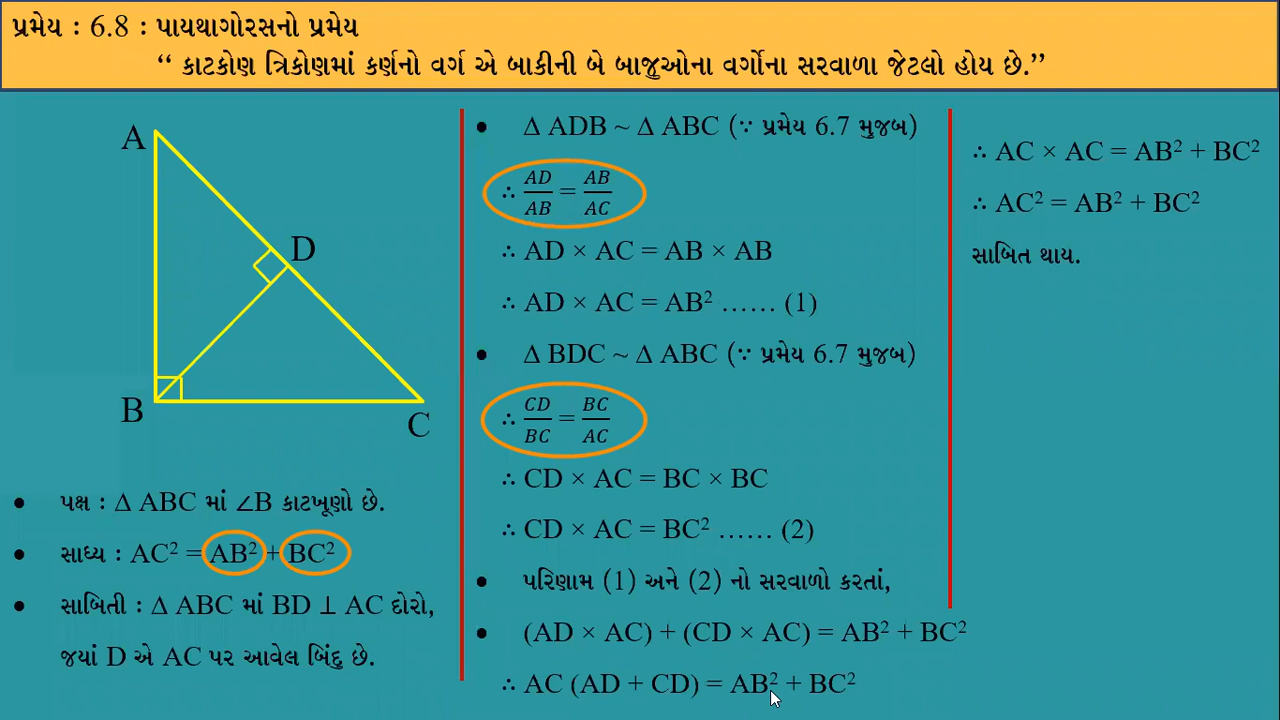 પ્રમેય : 6.8 : પાયથાગોરસનો પ્રમેય
“ કાટકોણ ત્રિકોણમાં કર્ણનો વર્ગ એ બાકીની બે બાજુઓના વર્ગોના સરવાળા જેટલો હોય છે.”
A
D
B
C
• પક્ષ : Δ ABC માં ∠B કાટખૂણો છે.
• સાધ્ય : AC² = AB² + BC²
• સાબિતી : Δ ABC માં BD ⊥ AC દોરો,
જયાં D એ AC પર આવેલ બિંદુ છે.
• Δ ADB ~ Δ ABC (∵ પ્રમેય 6.7 મુજબ)
∴ AD/AB = AB/AC
∴ AD × AC = AB × AB
∴ AD × AC = AB² …… (1)
• Δ BDC ~ Δ ABC (∵ પ્રમેય 6.7 મુજબ)
∴ CD/BC = BC/AC
∴ CD × AC = BC × BC
∴ CD × AC = BC² …… (2)
• પરિણામ (1) અને (2) નો સરવાળો કરતાં,
• (AD × AC) + (CD × AC) = AB² + BC²
∴ AC (AD + CD) = AB² + BC²
∴ AC × AC = AB² + BC²
∴ AC² = AB² + BC²
સાબિત થાય.